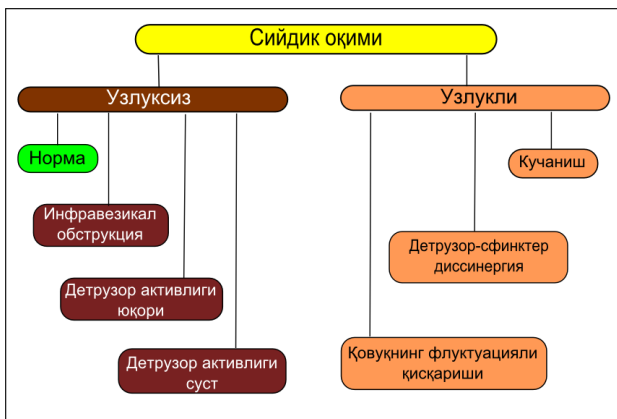 Сийдик оқими
Узлуксиз
Узлукли
Норма
Кучаниш
Инфравезикал
обструкция
Детрузор-сфинктер
диссинергия
Детрузор активлиги
юқори
Қовуқнинг флуктуацияли
қисқариши
Детрузор активлиги
суст